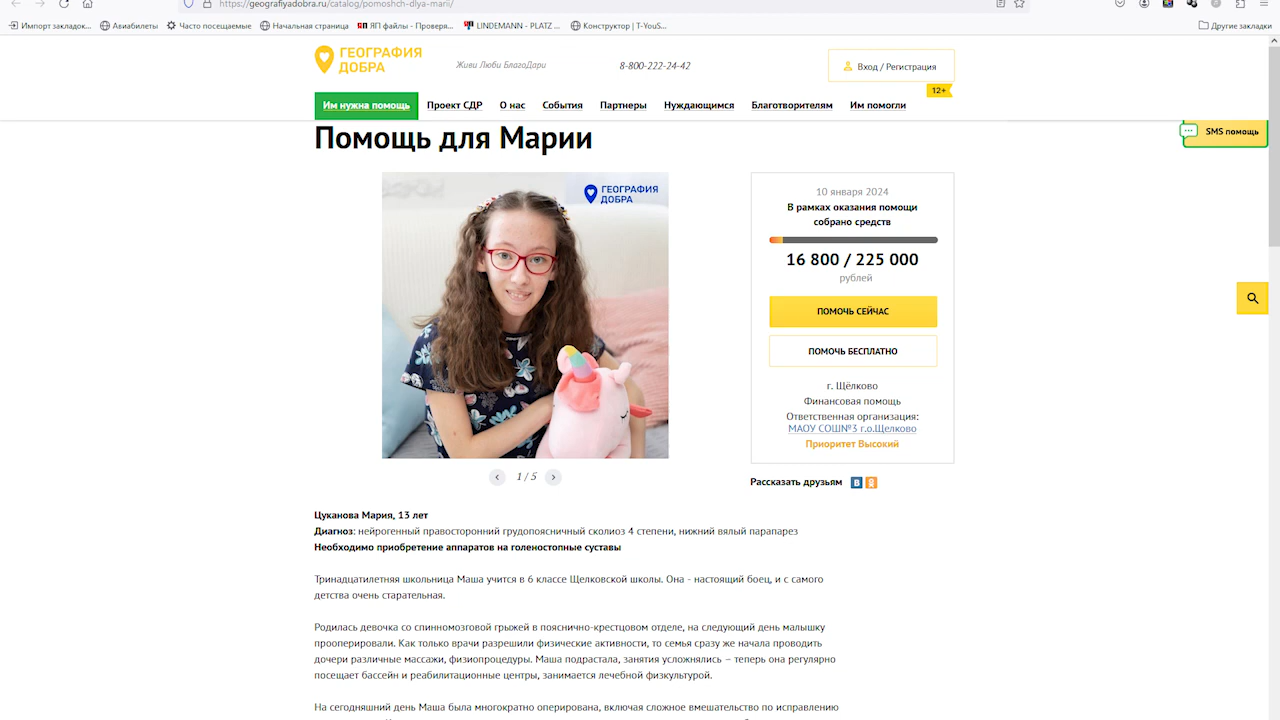 https://geografiyadobra.ru/catalog/pomoshch-dlya-marii/
Импорт закладок...
Авиабилеты
Часто посещаемые
Начальная страница
ЯП файлы - Проверя...
LINDEMANN - PLATZ ...
Конструктор | T-YouS...
Другие закладки
ГЕОГРАФИЯ
ДОБРА
Живи Люби БлагоДари
8-800-222-24-42
Вход / Регистрация
12+
Им нужна помощь
Проект СДР
О нас
События
Партнеры
Нуждающимся
Благотворителям
Им помогли
Помощь для Марии
SMS помощь
ГЕОГРАФИЯ
ДОБРА
10 января 2024
В рамках оказания помощи
собрано средств
16 800 / 225 000
рублей
ПОМОЧЬ СЕЙЧАС
ПОМОЧЬ БЕСПЛАТНО
г. Щёлково
Финансовая помощь
Ответственная организация:
МАОУ СОШ№3 г.о.Щелково
Приоритет Высокий
1 / 5
Рассказать друзьям
Цуканова Мария, 13 лет
Диагноз: нейрогенный правосторонний грудопоясничный сколиоз 4 степени, нижний вялый парапарез
Необходимо приобретение аппаратов на голеностопные суставы
Тринадцатилетняя школьница Маша учится в 6 классе Щелковской школы. Она - настоящий боец, и с самого
детства очень старательная.
Родилась девочка со спинномозговой грыжей в пояснично-крестцовом отделе, на следующий день малышку
прооперировали. Как только врачи разрешили физические активности, то семья сразу же начала проводить
дочери различные массажи, физиопроцедуры. Маша подрастала, занятия усложнялись – теперь она регулярно
посещает бассейн и реабилитационные центры, занимается лечебной физкультурой.
На сегодняшний день Маша была многократно оперирована, включая сложное вмешательство по исправлению